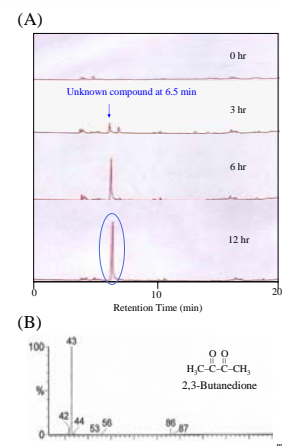 (A)
0 hr
Unknown compound at 6.5 min
3 hr
6 hr
12 hr
0 10 20
Retention Time (min)
(B)
43
100
%
0
42
44
53
56
86
87
O O
H₃C–C–C–CH₃
2,3-Butanedione